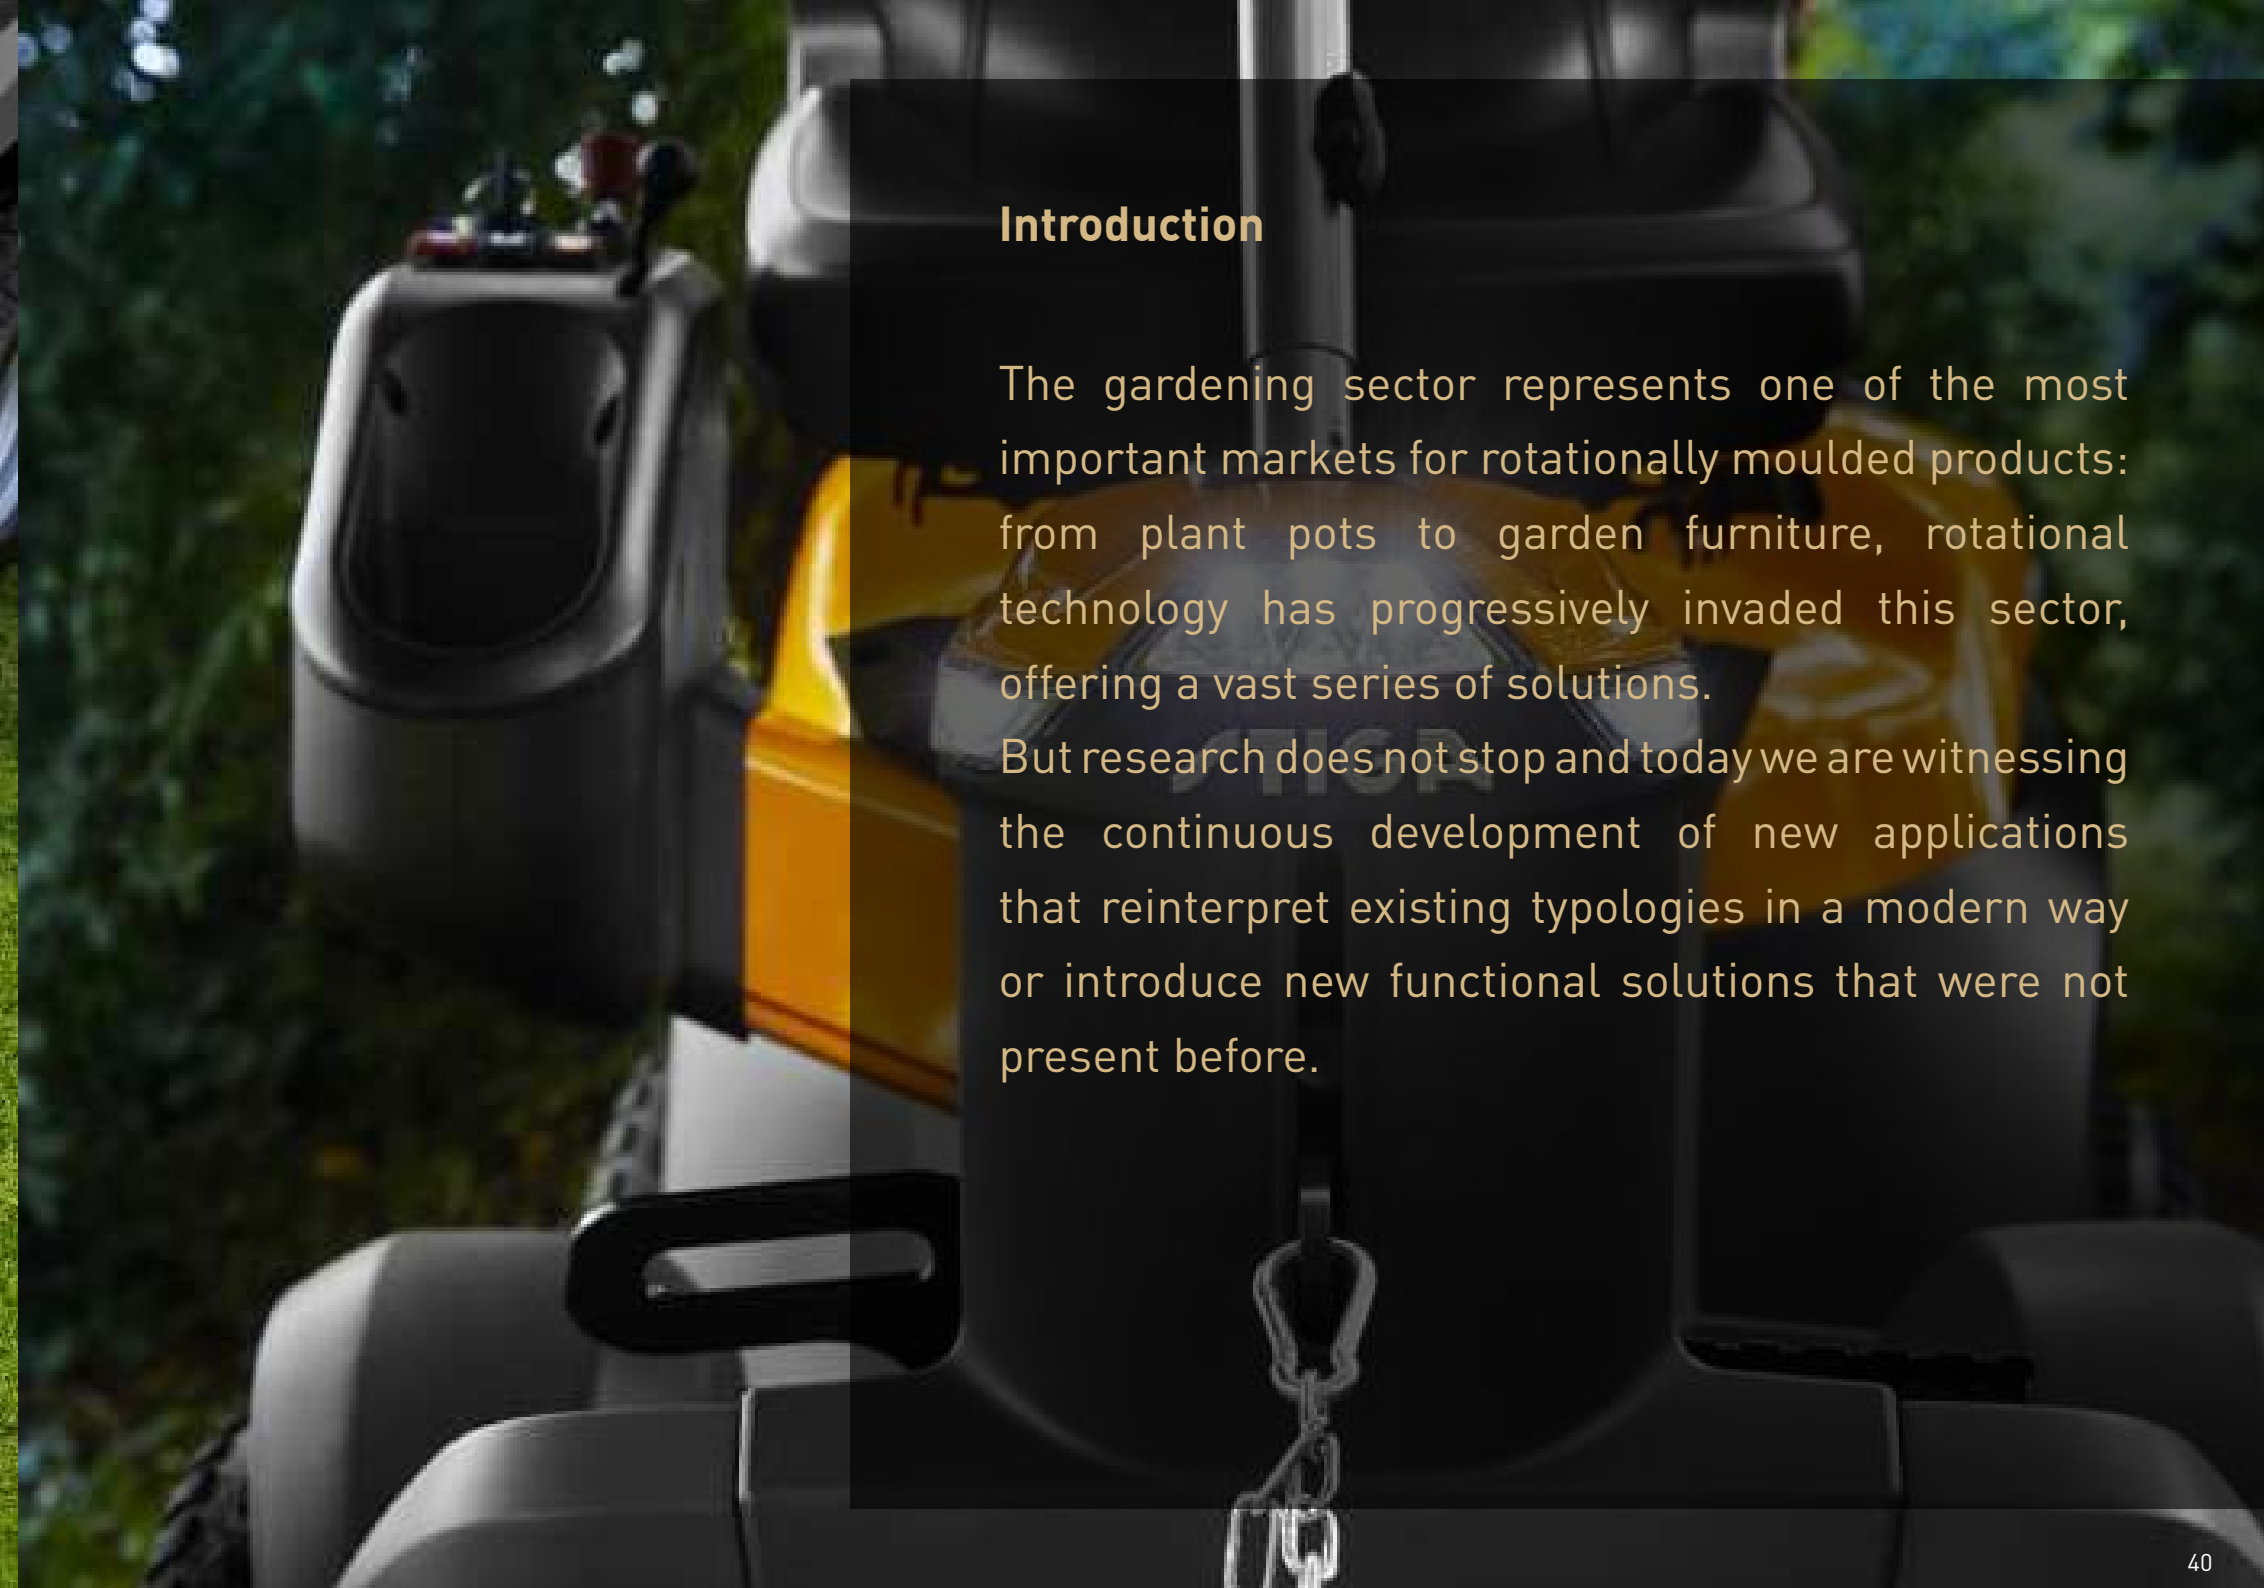 Introduction
The gardening sector represents one of the most
important markets for rotationally moulded products:
from plant pots to garden furniture, rotational
technology has progressively invaded this sector,
offering a vast series of solutions.
STIGA
But research does not stop and today we are witnessing
the continuous development of new applications
that reinterpret existing typologies in a modern way
or introduce new functional solutions that were not
present before.
40